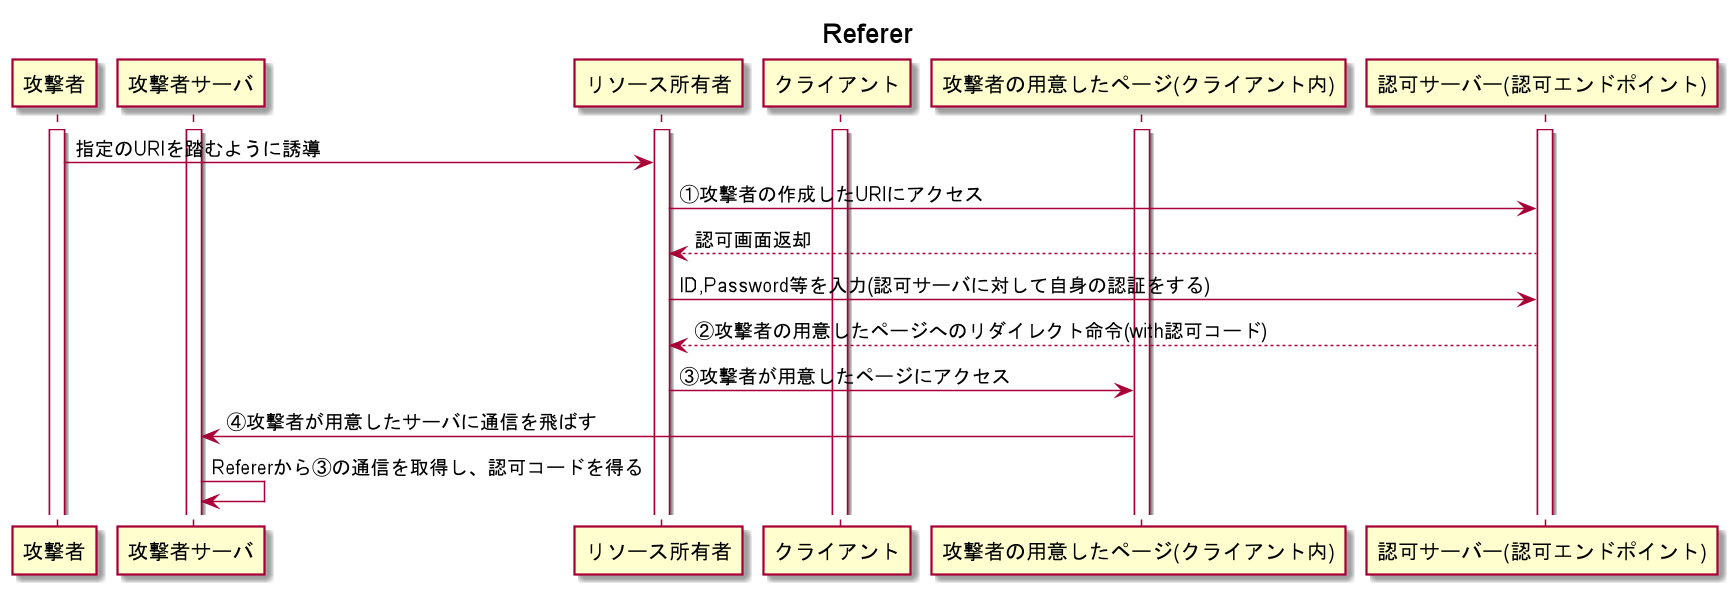 Referer
攻撃者
攻撃者サーバ
リソース所有者
クライアント
攻撃者の用意したページ(クライアント内)
認可サーバー(認可エンドポイント)
指定のURIを踏むように誘導
①攻撃者の作成したURIにアクセス
認可画面返却
ID,Password等を入力(認可サーバに対して自身の認証をする)
②攻撃者の用意したページへのリダイレクト命令(with認可コード)
③攻撃者が用意したページにアクセス
④攻撃者が用意したサーバに通信を飛ばす
Refererから③の通信を取得し、認可コードを得る
攻撃者
攻撃者サーバ
リソース所有者
クライアント
攻撃者の用意したページ(クライアント内)
認可サーバー(認可エンドポイント)